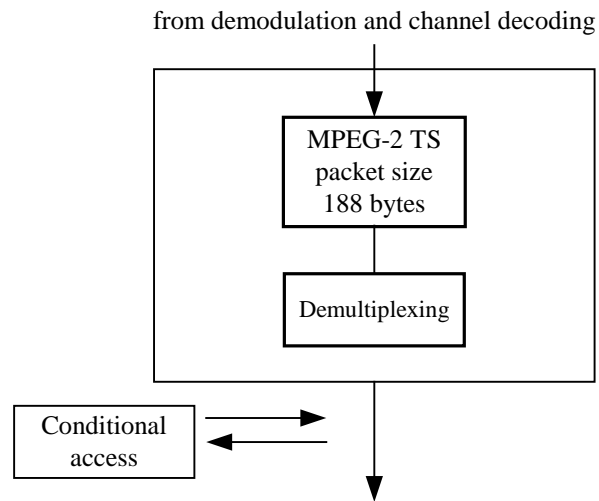 from demodulation and channel decoding
MPEG-2 TS
packet size
188 bytes
Demultiplexing
Conditional
access